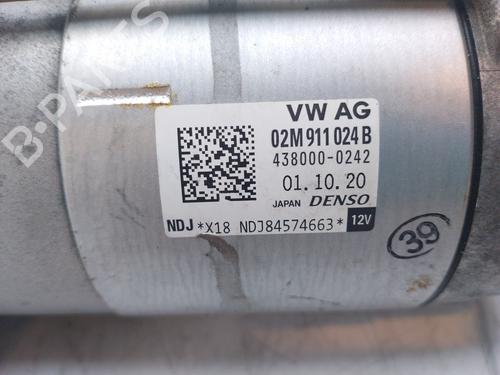 VW AG
02M 911 024 B
438000-0242
01.10.20
JAPAN DENSO
NDJ *X18 NDJ84574663* 12V
39
B-PARTS